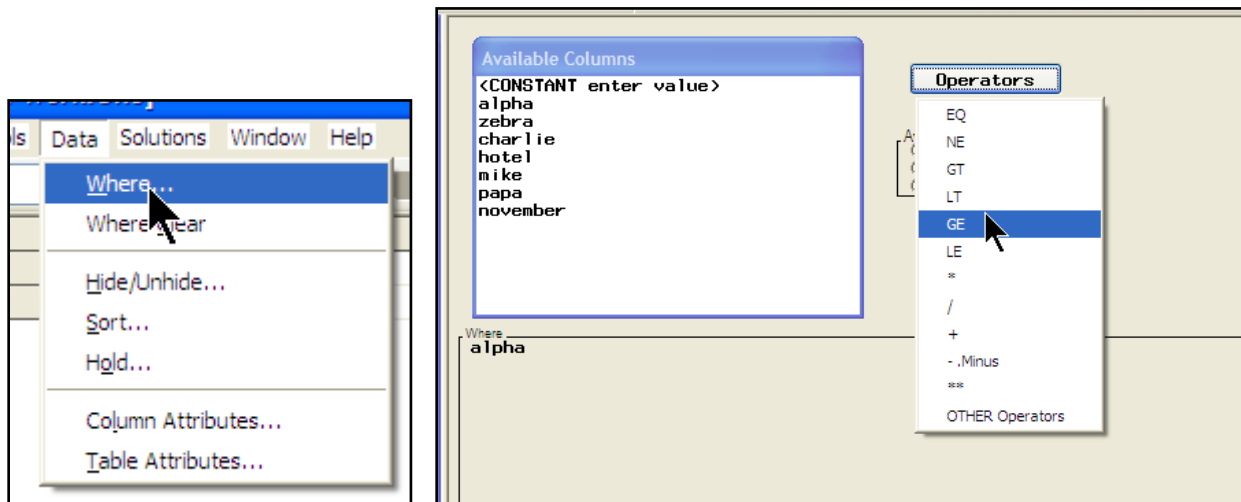 Data Solutions Window Help
Where...
Where
Hide/Unhide...
Sort...
Hold...
Column Attributes...
Table Attributes...
Available Columns
<CONSTANT enter value>
alpha
zebra
charlie
hotel
mike
papa
november
Operators
EQ
NE
GT
LT
GE
LE
*
/
+
- .Minus
**
OTHER Operators
Where
alpha